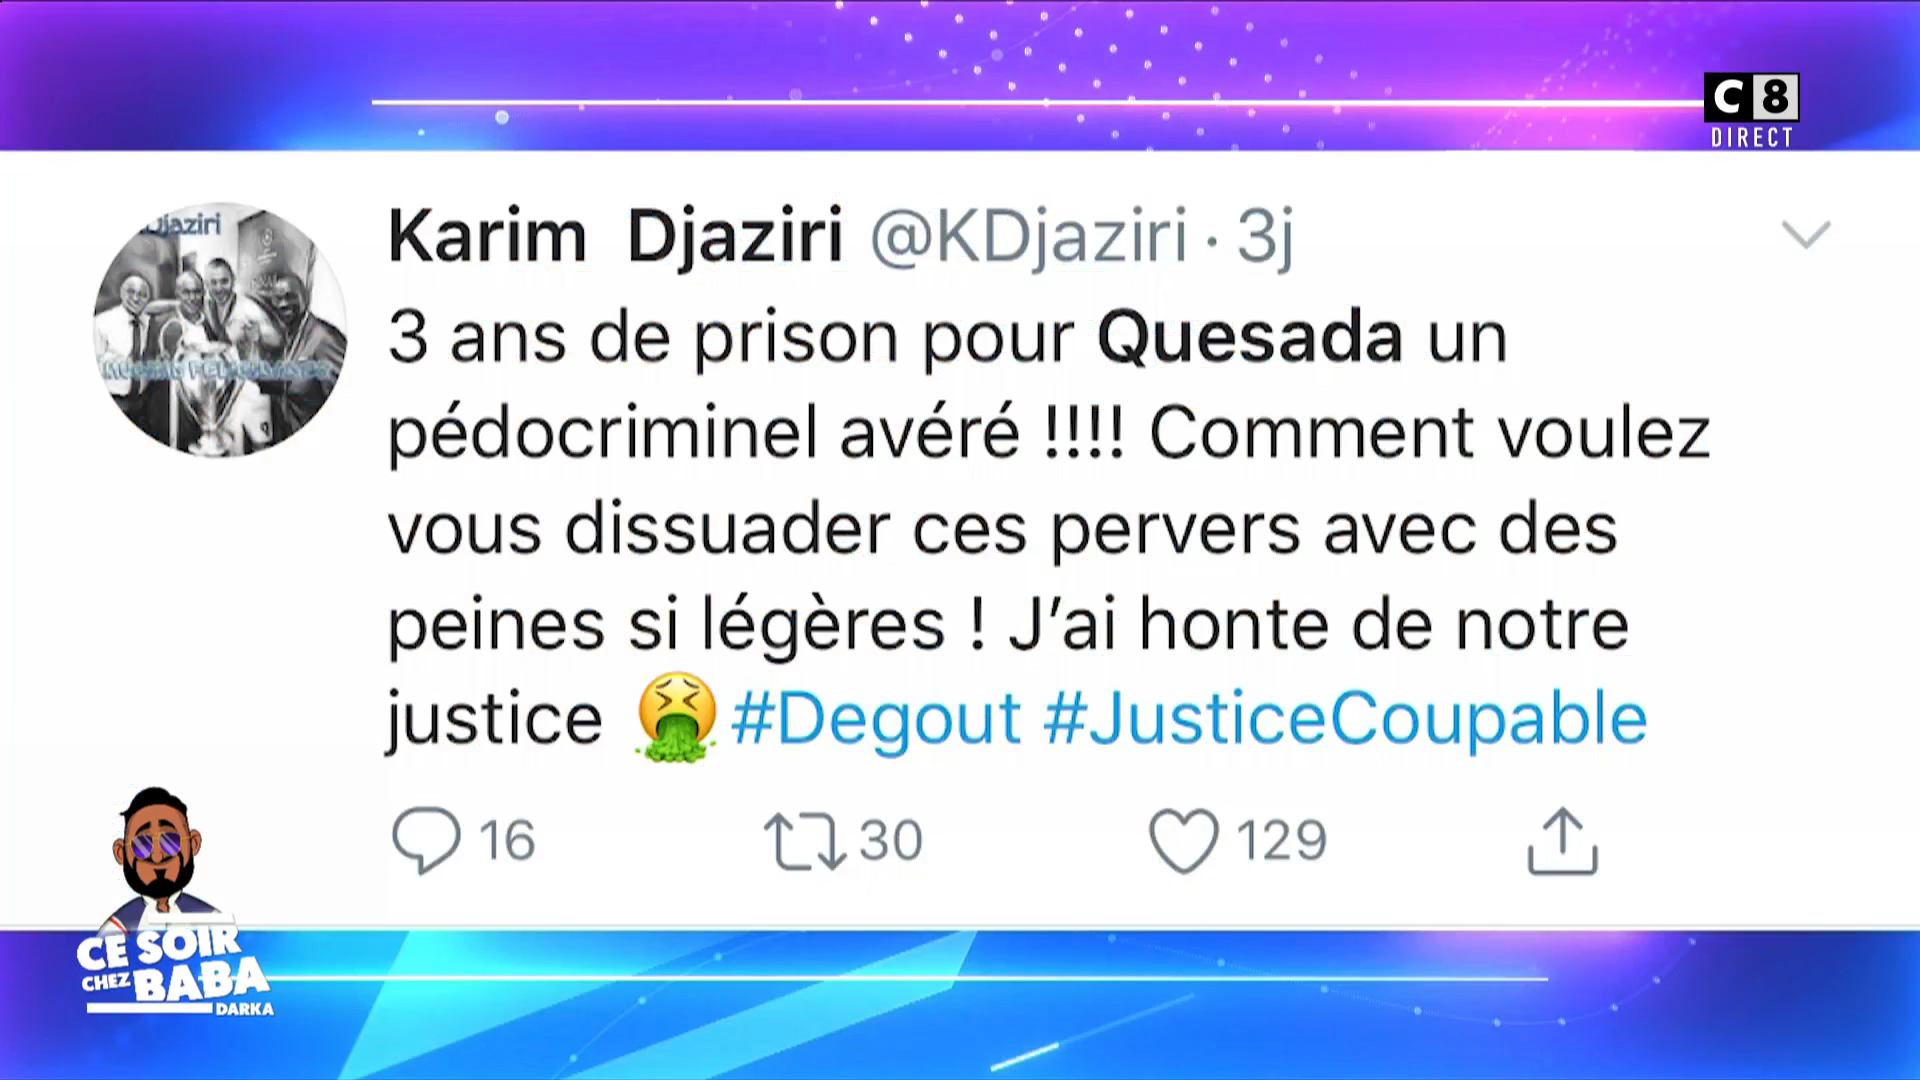 C8
DIRECT
Djaziri
Karim Djaziri @KDjaziri · 3j
3 ans de prison pour Quesada un
pédocriminel avéré !!!! Comment voulez
vous dissuader ces pervers avec des
peines si légères ! J’ai honte de notre
justice 🤮 #Degout #JusticeCoupable
16 30 129
CE SOIR
CHEZ BABA
DARKA